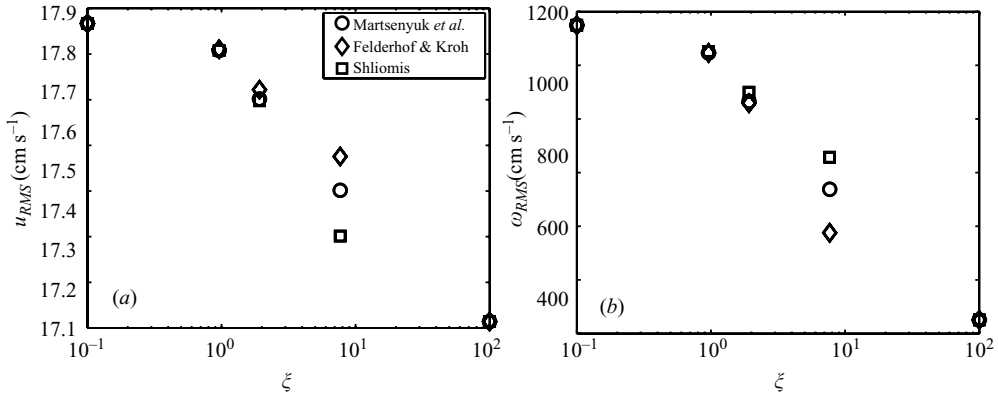 17.9
17.8
17.7
17.6
17.5
17.4
17.3
17.2
17.1
u_RMS (cm s⁻¹)
Martsenyuk et al.
Felderhof & Kroh
Shliomis
(a)
10⁻¹ 10⁰ 10¹ 10²
ξ
1200
1000
800
600
400
ω_RMS (cm s⁻¹)
(b)
10⁻¹ 10⁰ 10¹ 10²
ξ